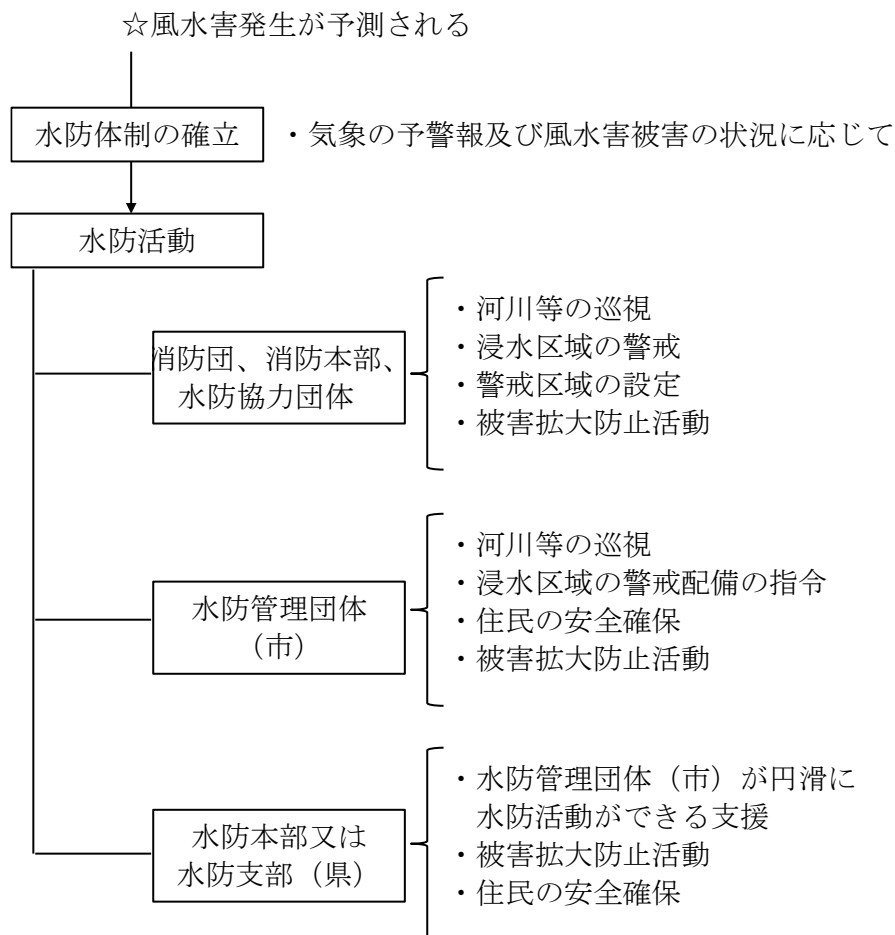 ☆風水害発生が予測される
水防体制の確立
・気象の予警報及び風水害被害の状況に応じて
水防活動
消防団、消防本部、
水防協力団体
・河川等の巡視
・浸水区域の警戒
・警戒区域の設定
・被害拡大防止活動
水防管理団体
（市）
・河川等の巡視
・浸水区域の警戒配備の指令
・住民の安全確保
・被害拡大防止活動
水防本部又は
水防支部（県）
・水防管理団体（市）が円滑に
水防活動ができる支援
・被害拡大防止活動
・住民の安全確保